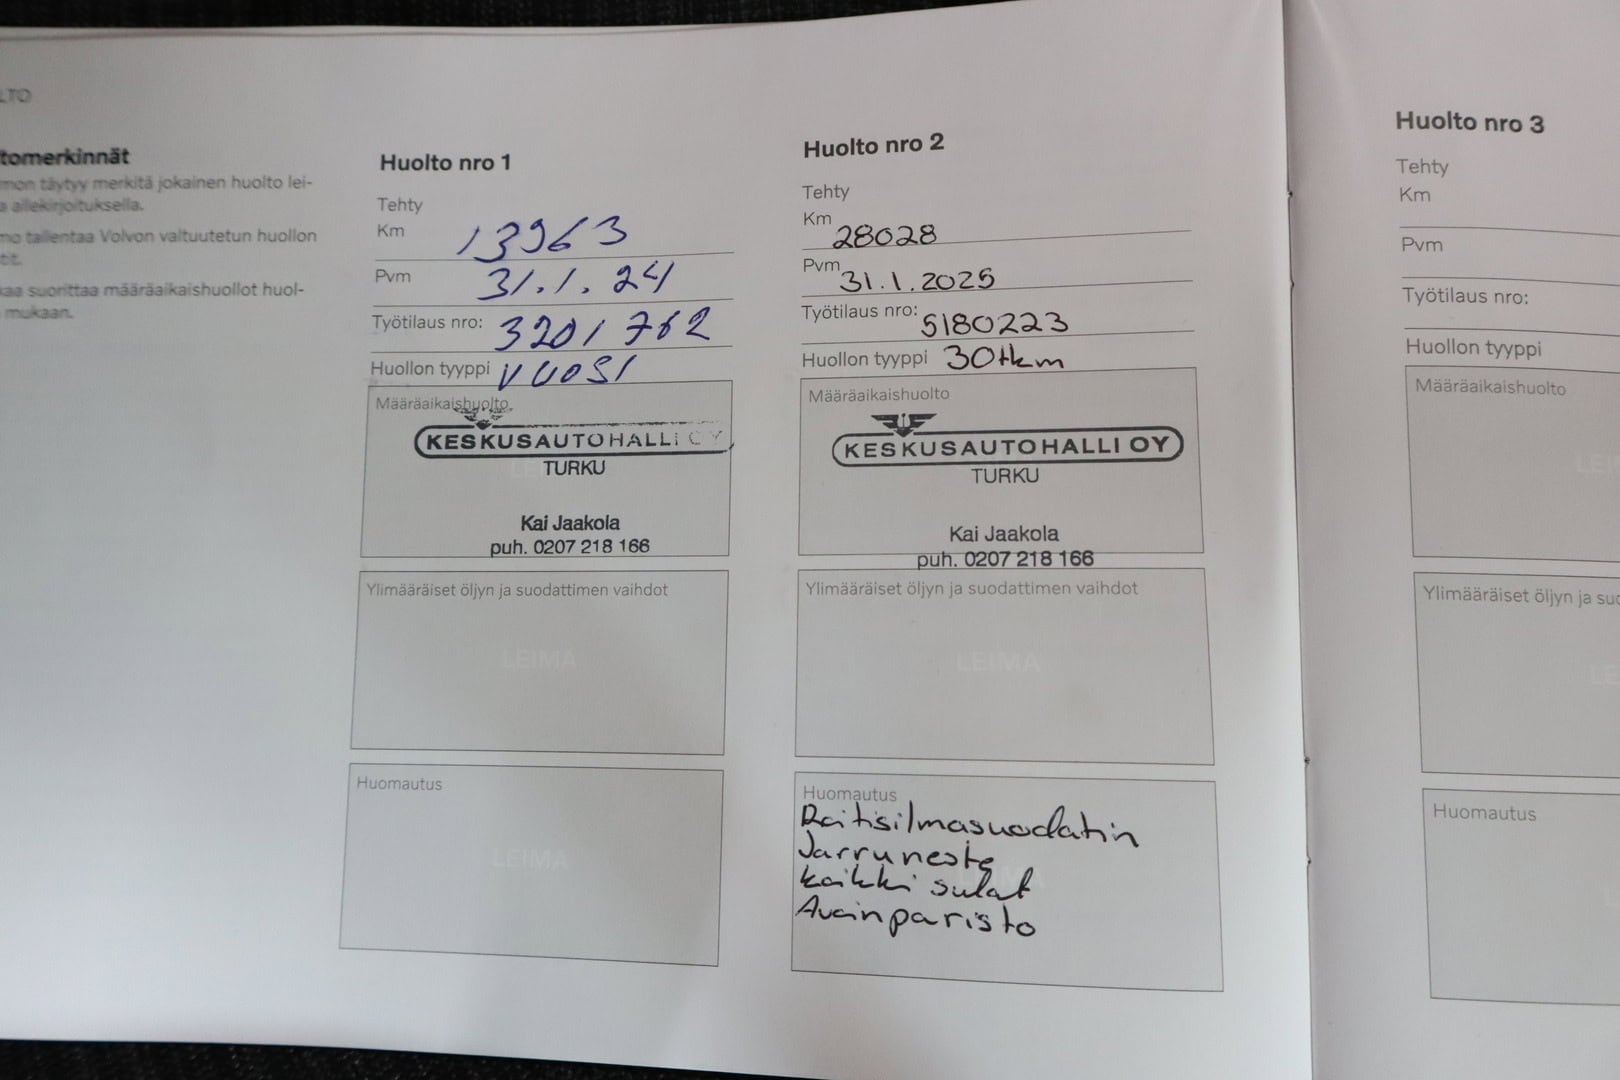 LTO
tomerkinnät
mon täytyy merkitä jokainen huolto lei-
a allekirjoituksella.
mo tallentaa Volvon valtuutetun huollon
tit.
kaa suorittaa määräaikaishuollot huol-
mukaan.
Huolto nro 1
Tehty
Km 13963
Pvm 31.1.24
Työtilaus nro: 3201762
Huollon tyyppi VUOSI
Määräaikaishuolto
KESKUSAUTOHALLI OY
TURKU
Kai Jaakola
puh. 0207 218 166
Ylimääräiset öljyn ja suodattimen vaihdot
LEIMA
Huomautus
LEIMA
Huolto nro 2
Tehty
Km 28028
Pvm 31.1.2025
Työtilaus nro: 5180223
Huollon tyyppi 30tkm
Määräaikaishuolto
KESKUSAUTOHALLI OY
TURKU
Kai Jaakola
puh. 0207 218 166
Ylimääräiset öljyn ja suodattimen vaihdot
LEIMA
Huomautus
Raitisilmasuodatin
Jarruneste
kaikki sulat
Avainparisto
Huolto nro 3
Tehty
Km
Pvm
Työtilaus nro:
Huollon tyyppi
Määräaikaishuolto
LEI
Ylimääräiset öljyn ja suo
LE
Huomautus